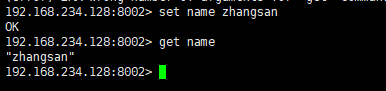 192.168.234.128:8002> set name zhangsan
OK
192.168.234.128:8002> get name
"zhangsan"
192.168.234.128:8002>